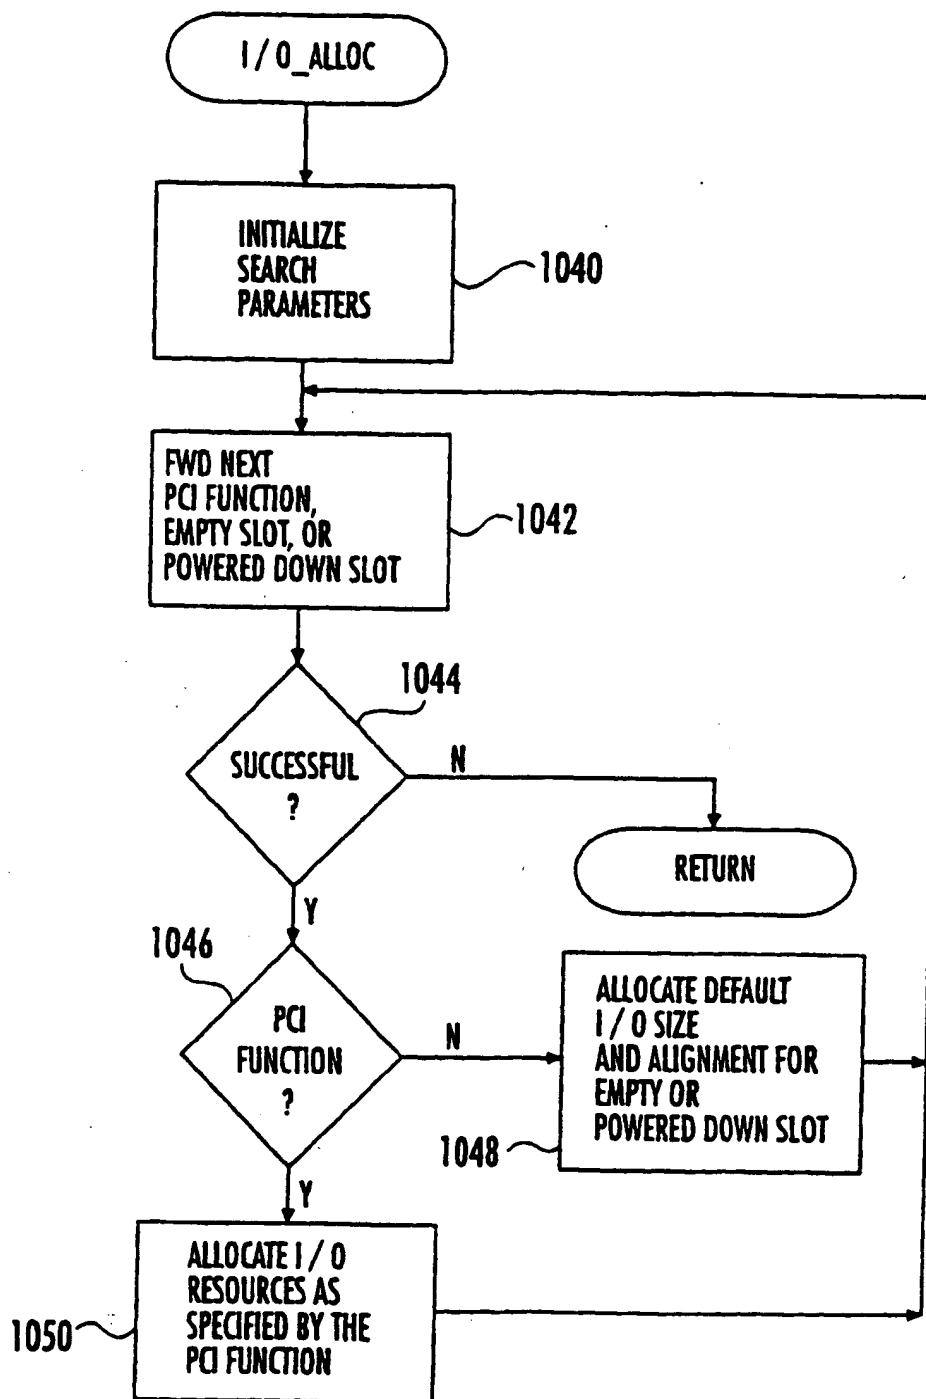 I / O_ALLOC
INITIALIZE
SEARCH
PARAMETERS
1040
FWD NEXT
PCI FUNCTION,
EMPTY SLOT, OR
POWERED DOWN SLOT
1042
1044
SUCCESSFUL
?
N
RETURN
Y
1046
PCI
FUNCTION
?
N
ALLOCATE DEFAULT
I / O SIZE
AND ALIGNMENT FOR
EMPTY OR
POWERED DOWN SLOT
1048
Y
ALLOCATE I / O
RESOURCES AS
SPECIFIED BY THE
PCI FUNCTION
1050